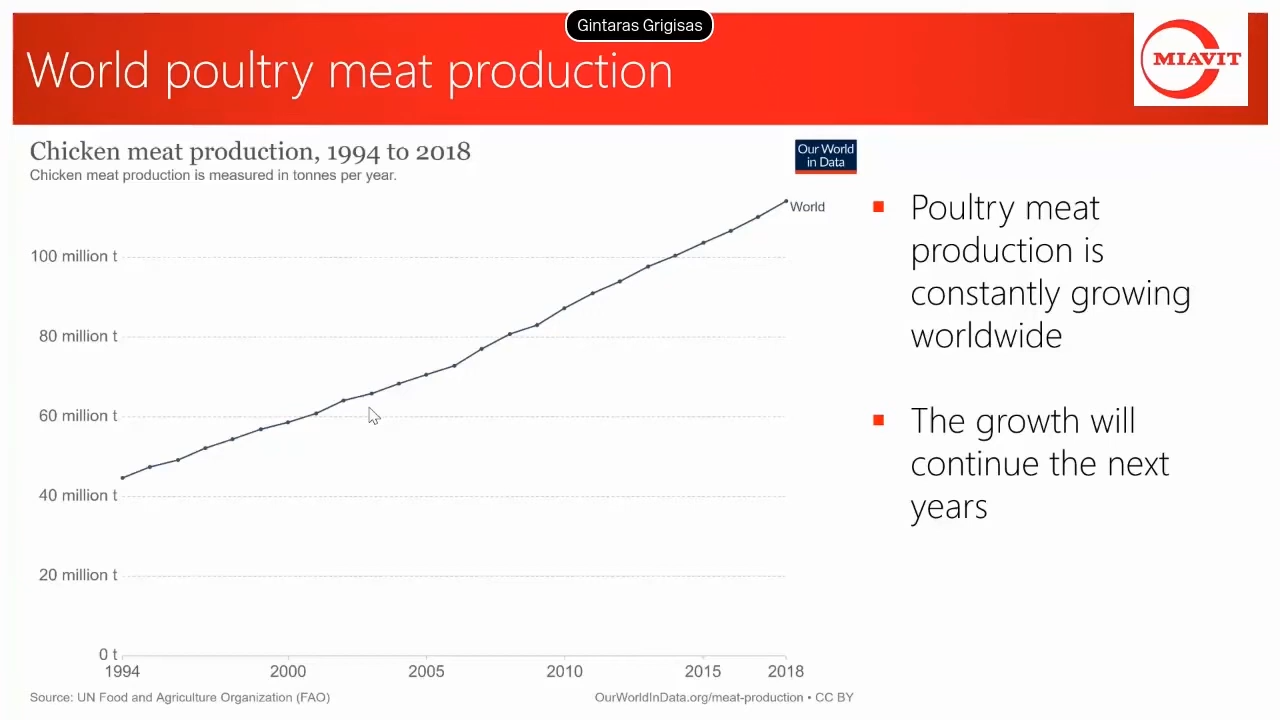 Gintaras Grigisas
World poultry meat production
MIAVIT
Chicken meat production, 1994 to 2018
Chicken meat production is measured in tonnes per year.
Our World
in Data
World
100 million t
80 million t
60 million t
40 million t
20 million t
0 t
1994 2000 2005 2010 2015 2018
Source: UN Food and Agriculture Organization (FAO)
OurWorldInData.org/meat-production • CC BY
Poultry meat
production is
constantly growing
worldwide
The growth will
continue the next
years